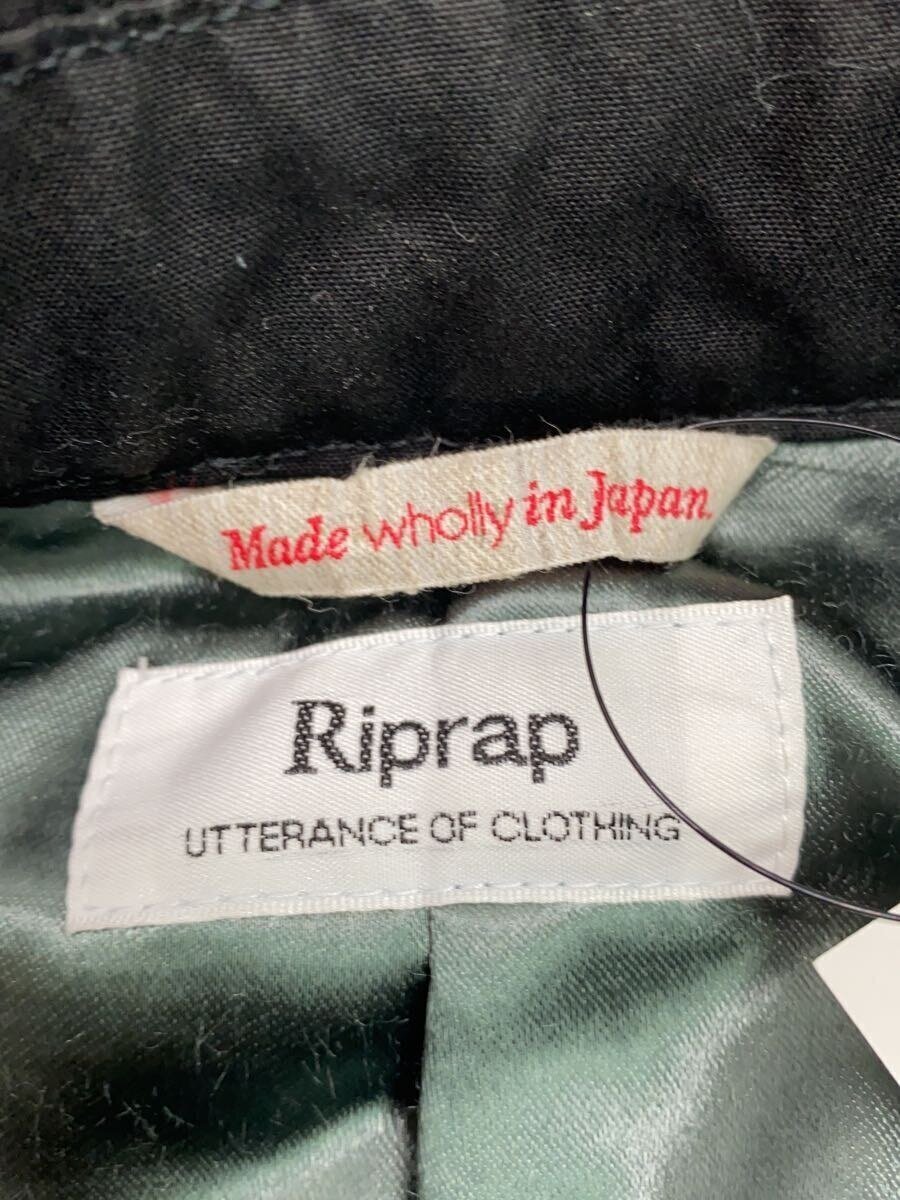 Made wholly in Japan.
Riprap
UTTERANCE OF CLOTHING